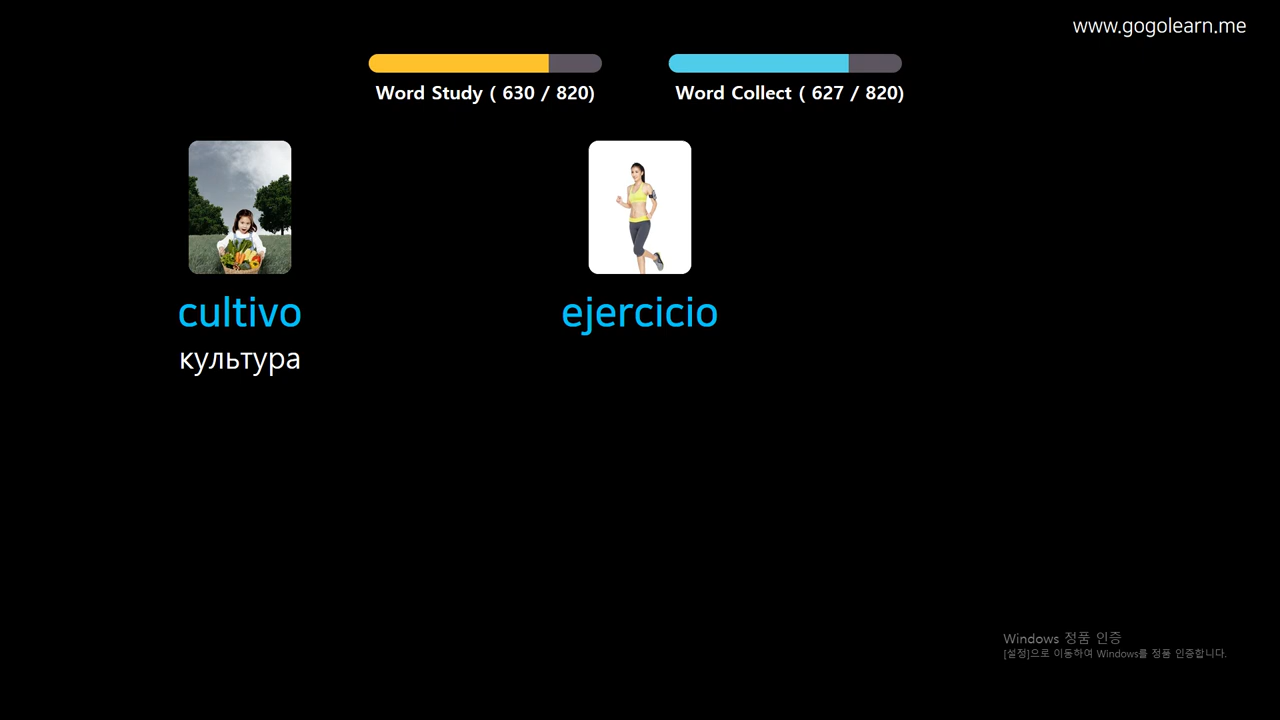 www.gogolearn.me
Word Study ( 630 / 820)
Word Collect ( 627 / 820)
cultivo
ejercicio
культура
Windows 정품 인증
[설정]으로 이동하여 Windows를 정품 인증합니다.